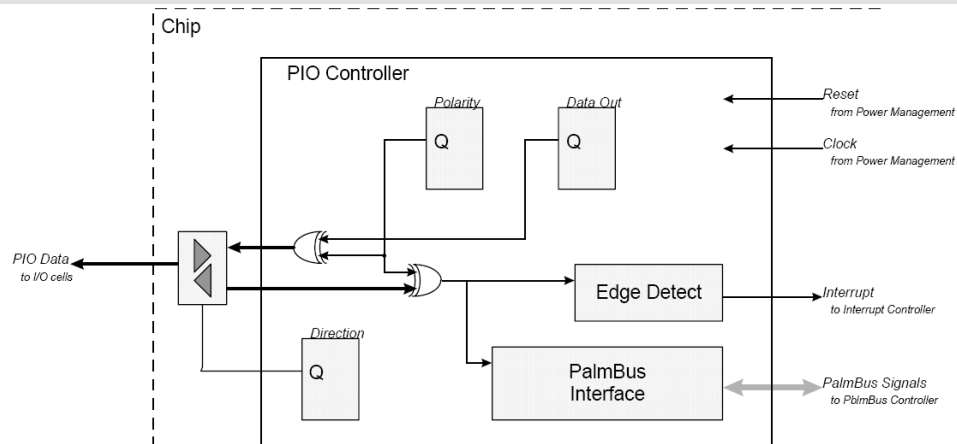 Chip
PIO Controller
Polarity
Data Out
Reset
from Power Management
Q
Q
Clock
from Power Management
PIO Data
to I/O cells
Edge Detect
Interrupt
to Interrupt Controller
Direction
Q
PalmBus
Interface
PalmBus Signals
to PblmBus Controller